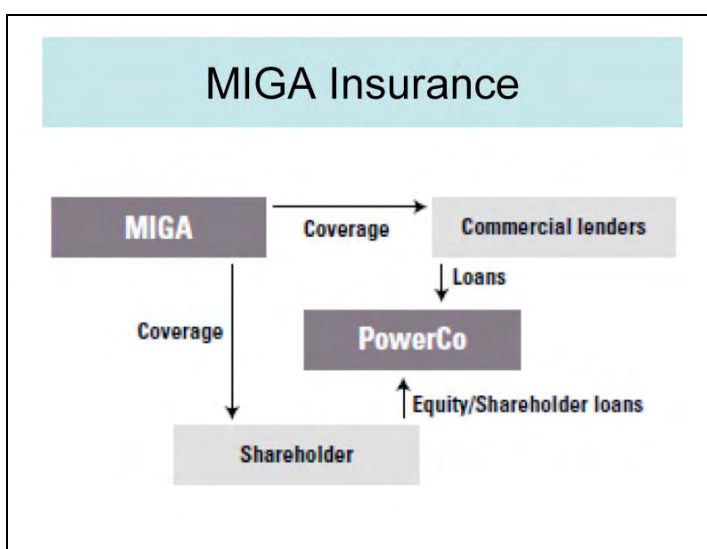 MIGA Insurance
MIGA
Coverage
Commercial lenders
Loans
Coverage
PowerCo
Equity/Shareholder loans
Shareholder